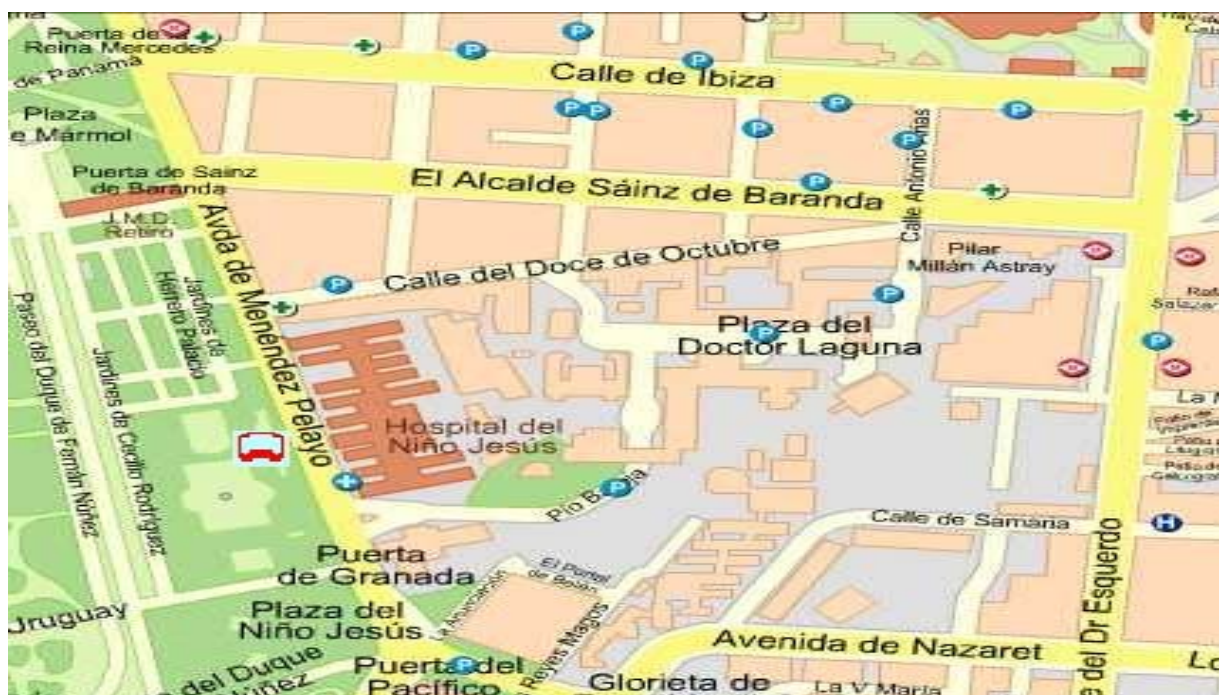 Puerta de la
Reina Mercedes
de Panamá
Calle de Ibiza
Plaza
e Mármol
Calle Antonio Arias
Puerta de Sainz
de Baranda
El Alcalde Sáinz de Baranda
J.M.D.
Retiro
Avda de Menéndez Pelayo
Calle del Doce de Octubre
Pilar
Millán Astray
Jardines de
Herrero Palacio
Paseo del Duque de Fernán Núñez
Jardines de Cecilio Rodríguez
Plaza del
Doctor Laguna
Hospital del
Niño Jesús
Pío
Calle de Samaria
H
Puerta
de Granada
El Portal
de Belén
La Anunciación
Uruguay
Plaza del
Niño Jesús
Reyes Magos
Avenida de Nazaret
e del Dr Esquerdo
Lo
del Duque
Puerta del
Pacífico
Glorieta de
La V María